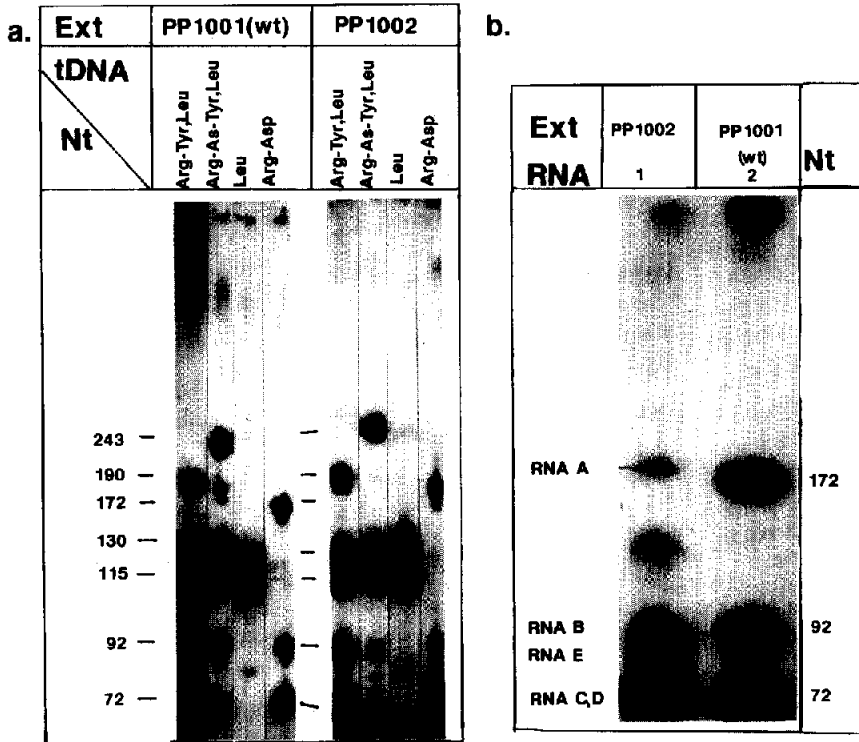 a.
Ext PP1001(wt) PP1002
tDNA
Nt
Arg-Tyr,Leu
Arg-As-Tyr,Leu
Leu
Arg-Asp
Arg-Tyr,Leu
Arg-As-Tyr,Leu
Leu
Arg-Asp
243
190
172
130
115
92
72
b.
Ext PP1002 PP1001 Nt
(wt)
RNA 1 2
RNA A 172
RNA B 92
RNA E
RNA C,D 72